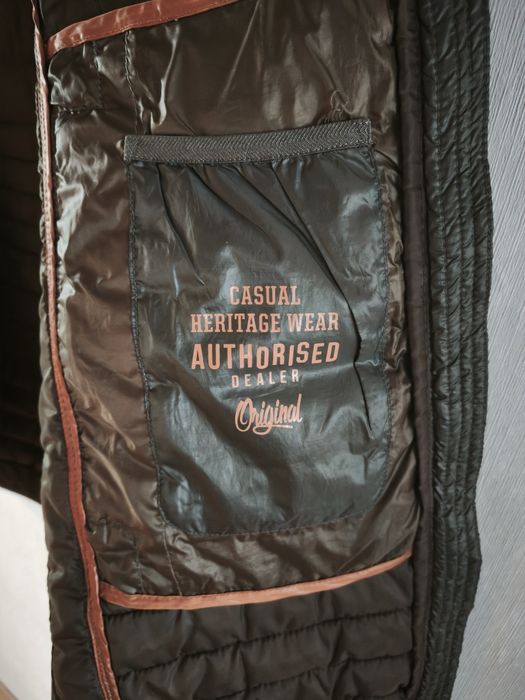 CASUAL
HERITAGE WEAR
AUTHORISED
DEALER
Original